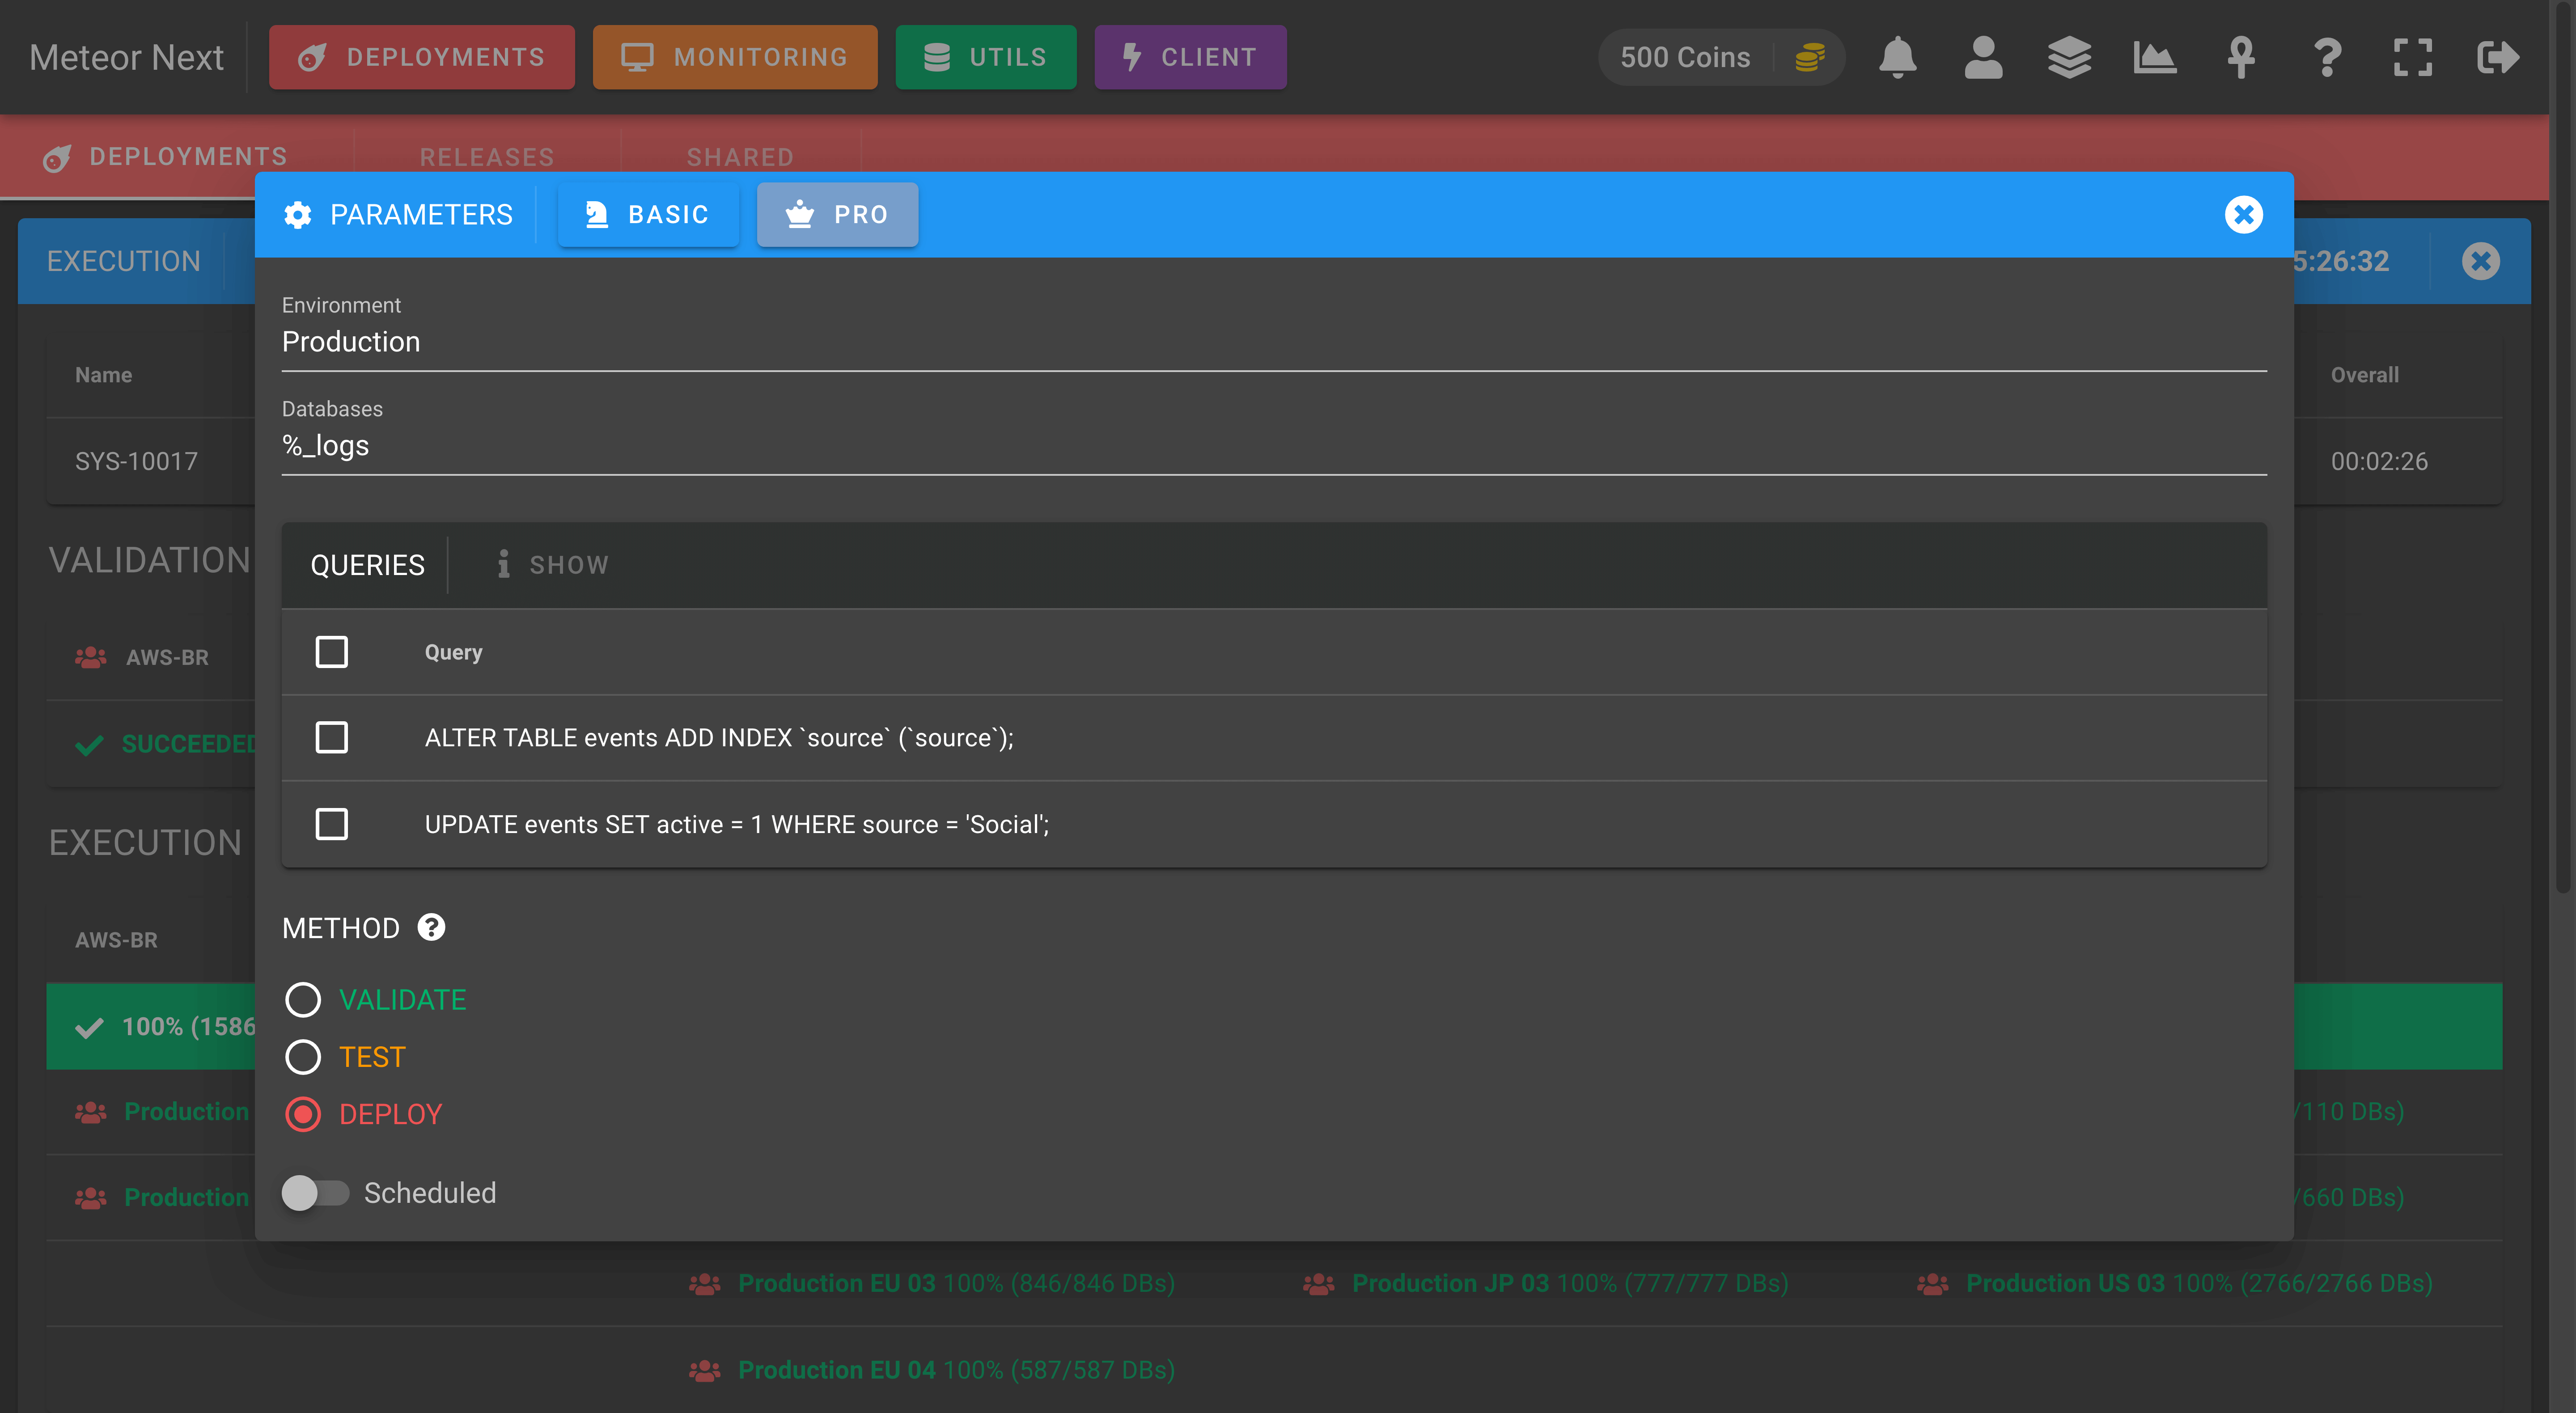 Meteor Next
DEPLOYMENTS
MONITORING
UTILS
CLIENT
500 Coins
DEPLOYMENTS
RELEASES
SHARED
PARAMETERS
BASIC
PRO
EXECUTION
5:26:32
Environment
Production
Databases
%_logs
Name
Overall
SYS-10017
00:02:26
QUERIES
SHOW
Query
ALTER TABLE events ADD INDEX `source` (`source`);
UPDATE events SET active = 1 WHERE source = 'Social';
VALIDATION
AWS-BR
SUCCEEDED
EXECUTION
AWS-BR
100% (1586
Production
/110 DBs)
Production
/660 DBs)
METHOD
VALIDATE
TEST
DEPLOY
Scheduled
Production EU 03 100% (846/846 DBs)
Production JP 03 100% (777/777 DBs)
Production US 03 100% (2766/2766 DBs)
Production EU 04 100% (587/587 DBs)